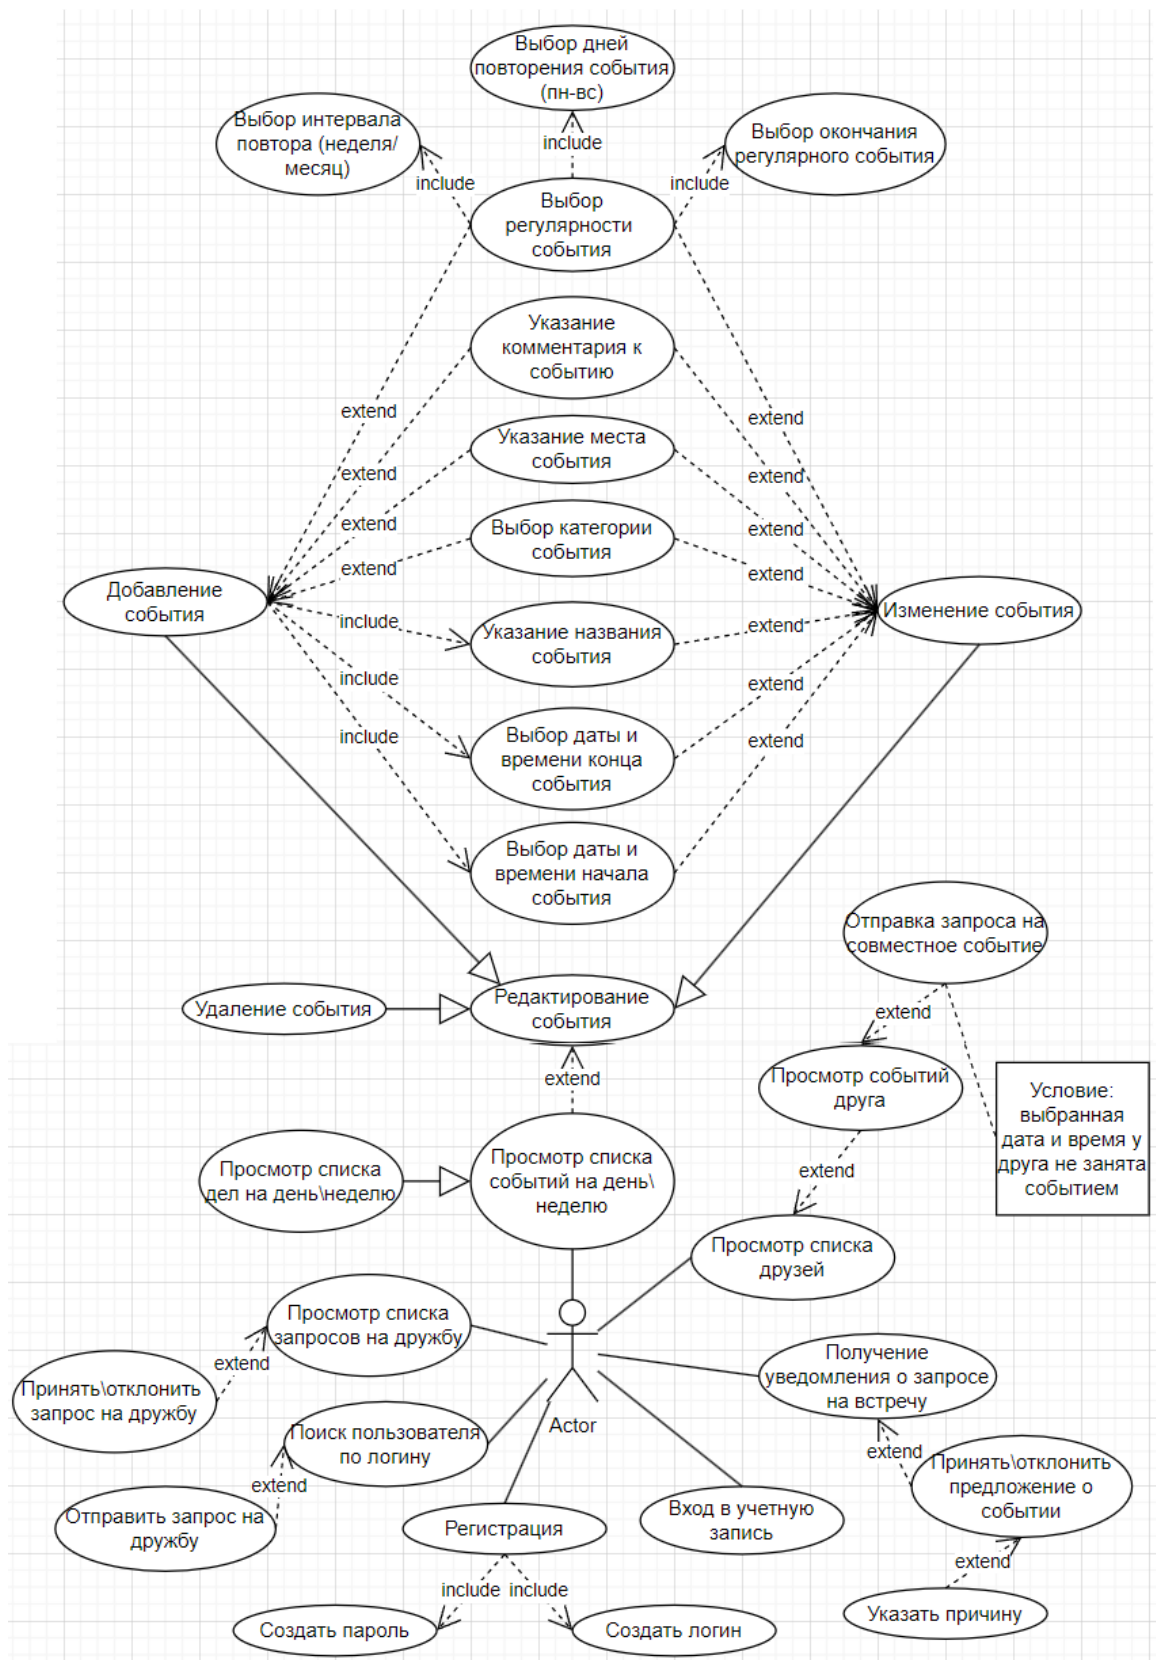 Выбор дней
повторения события
(пн-вс)
Выбор интервала
повтора (неделя/
месяц)
Выбор окончания
регулярного события
include
include
include
Выбор
регулярности
события
Указание
комментария к
событию
extend
extend
Указание места
события
extend
extend
Выбор категории
события
extend
extend
extend
extend
Добавление
события
Изменение события
include
Указание названия
события
extend
include
extend
Выбор даты и
времени конца
события
include
extend
Выбор даты и
времени начала
события
Отправка запроса на
совместное событие
Удаление события
Редактирование
события
extend
extend
Просмотр событий
друга
Условие:
выбранная
дата и время у
друга не занята
событием
Просмотр списка
дел на день\неделю
Просмотр списка
событий на день\
неделю
extend
Просмотр списка
друзей
Просмотр списка
запросов на дружбу
extend
Принять\отклонить
запрос на дружбу
Получение
уведомления о запросе
на встречу
Actor
Поиск пользователя
по логину
extend
extend
Принять\отклонить
предложение о
событии
Отправить запрос на
дружбу
Регистрация
Вход в учетную
запись
extend
include
include
Указать причину
Создать пароль
Создать логин